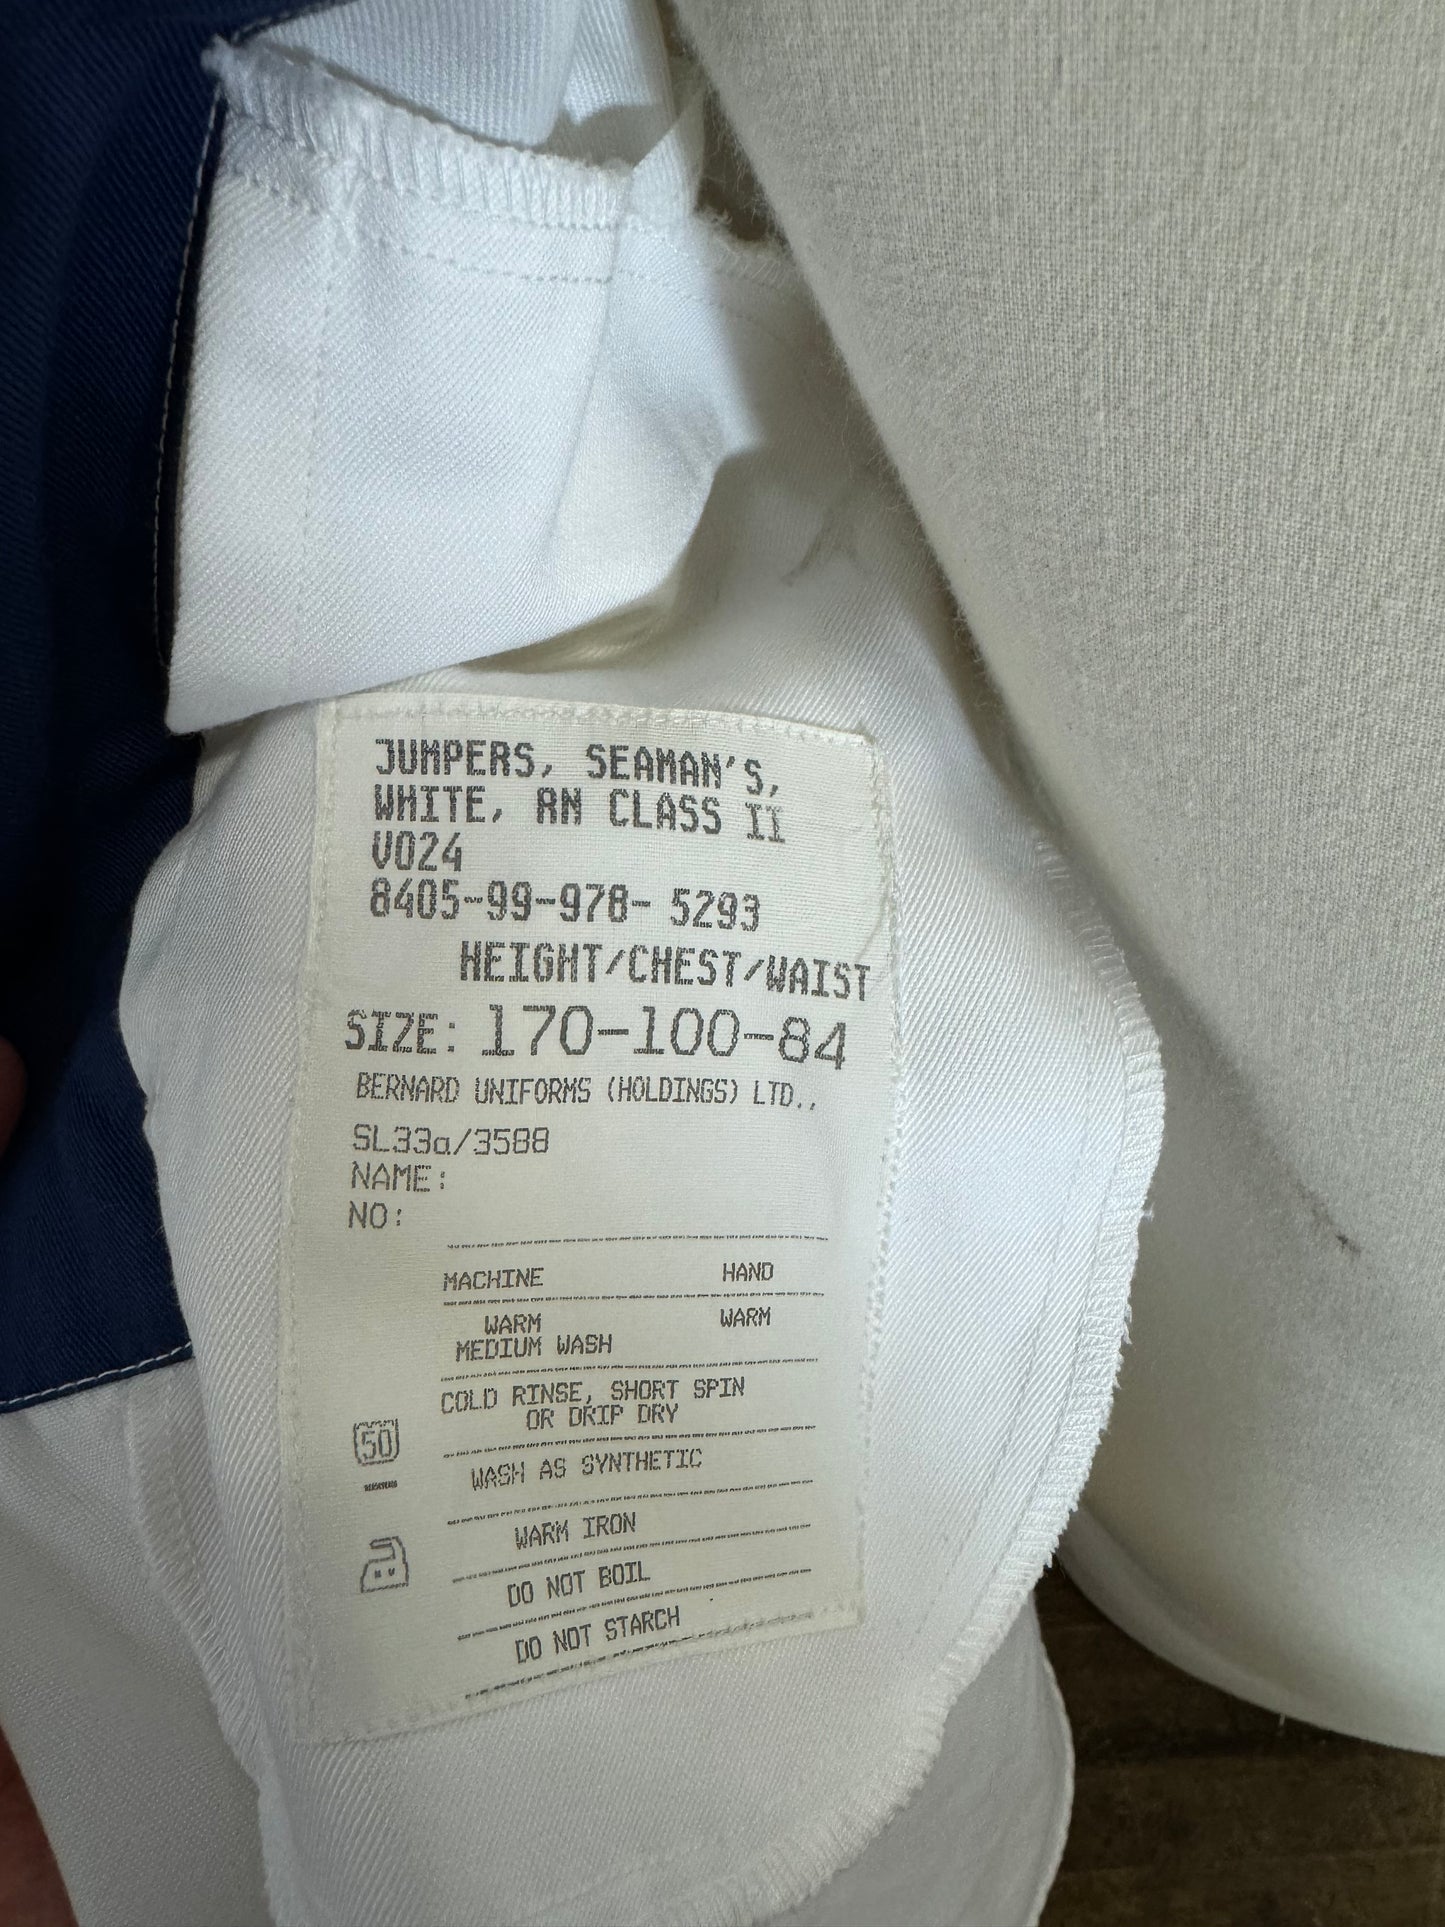 JUMPERS, SEAMAN'S,
WHITE, RN CLASS II
V024
8405-99-978- 5293
HEIGHT/CHEST/WAIST
SIZE: 170-100-84
BERNARD UNIFORMS (HOLDINGS) LTD.,
SL33a/3588
NAME:
NO:
MACHINE HAND
WARM WARM
MEDIUM WASH
COLD RINSE, SHORT SPIN
OR DRIP DRY
50
WASH AS SYNTHETIC
WARM IRON
DO NOT BOIL
DO NOT STARCH